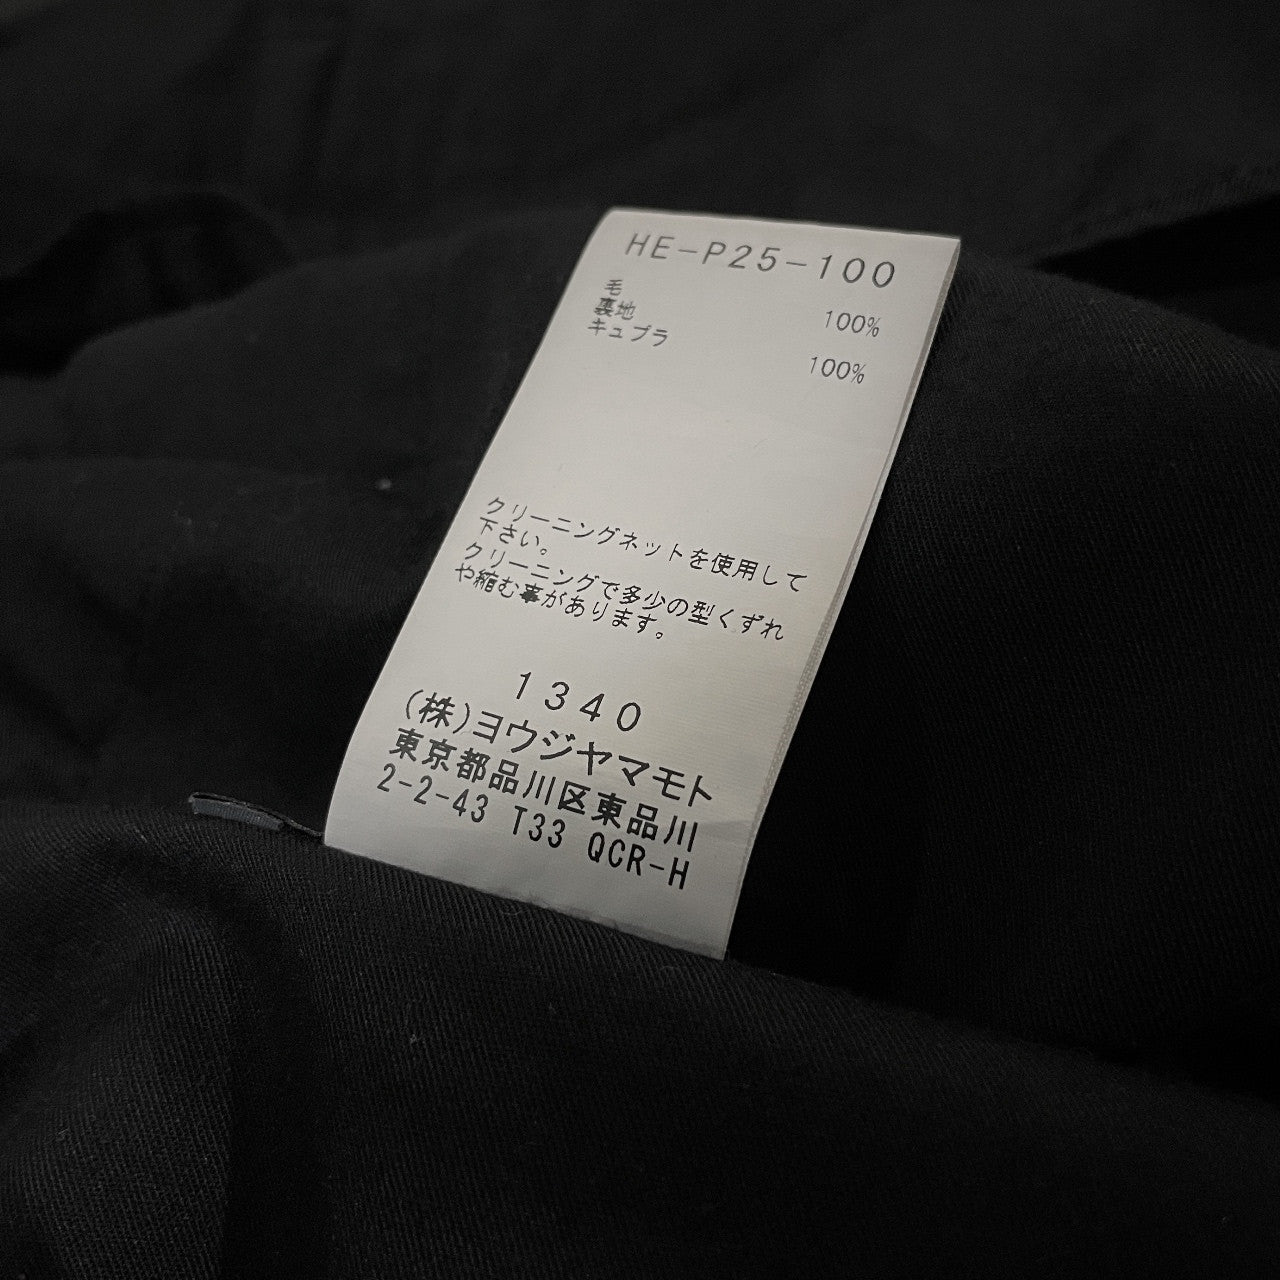 HE-P25-100
毛 100%
裏地
キュプラ 100%
クリーニングネットを使用して
下さい。
クリーニングで多少の型くずれ
や縮む事があります。
1340
(株)ヨウジヤマモト
東京都品川区東品川
2-2-43 T33 QCR-H